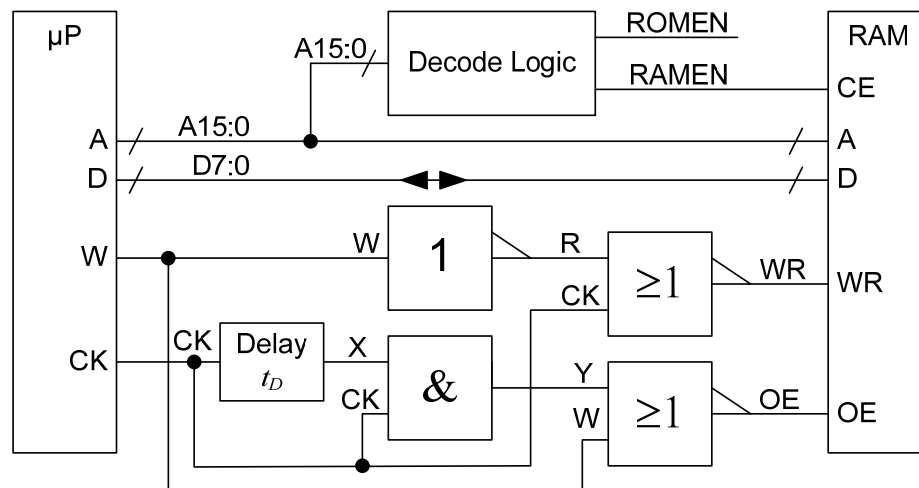 µP
ROMEN
RAM
A15:0
Decode Logic
RAMEN
CE
A
A15:0
A
D
D7:0
D
W
W
1
R
≥1
WR
WR
CK
CK
CK
Delay
t_D
X
&
Y
≥1
OE
OE
CK
W